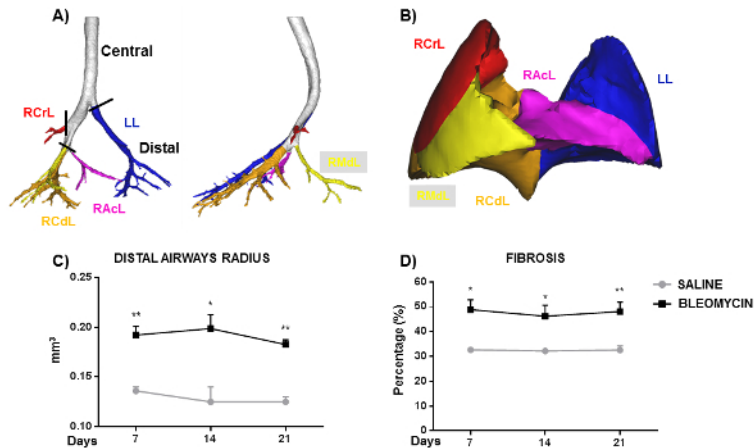 A)
Central
RCrL
LL
Distal
RMdL
RAcL
RCdL
B)
RCrL
RAcL
LL
RMdL
RCdL
C) DISTAL AIRWAYS RADIUS
0.25
**
*
**
0.20
mm³
0.15
0.10
Days 7 14 21
D) FIBROSIS
60
*
*
**
50
40
Percentage (%)
30
20
10
0
Days 7 14 21
SALINE
BLEOMYCIN